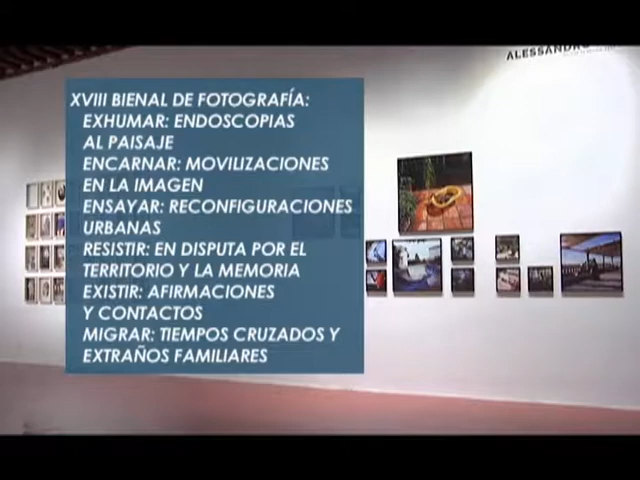 ALESSANDRO
XVIII BIENAL DE FOTOGRAFÍA:
EXHUMAR: ENDOSCOPIAS
AL PAISAJE
ENCARNAR: MOVILIZACIONES
EN LA IMAGEN
ENSAYAR: RECONFIGURACIONES
URBANAS
RESISTIR: EN DISPUTA POR EL
TERRITORIO Y LA MEMORIA
EXISTIR: AFIRMACIONES
Y CONTACTOS
MIGRAR: TIEMPOS CRUZADOS Y
EXTRAÑOS FAMILIARES